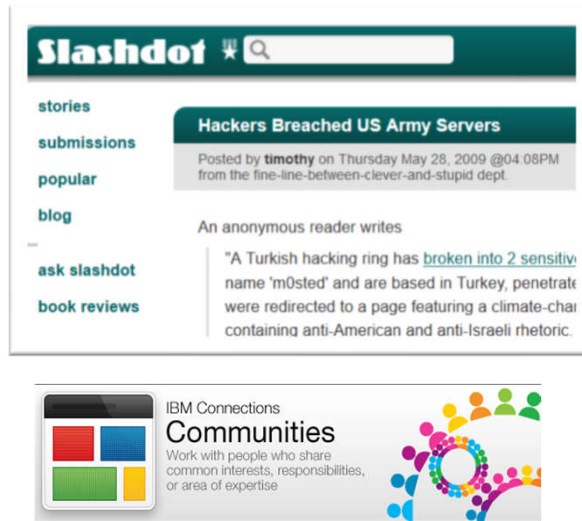 Slashdot
stories
submissions
popular
blog
ask slashdot
book reviews
Hackers Breached US Army Servers
Posted by timothy on Thursday May 28, 2009 @04:08PM
from the fine-line-between-clever-and-stupid dept.
An anonymous reader writes
"A Turkish hacking ring has broken into 2 sensitiv
name 'm0sted' and are based in Turkey, penetrate
were redirected to a page featuring a climate-cha
containing anti-American and anti-Israeli rhetoric.
IBM Connections
Communities
Work with people who share
common interests, responsibilities,
or area of expertise